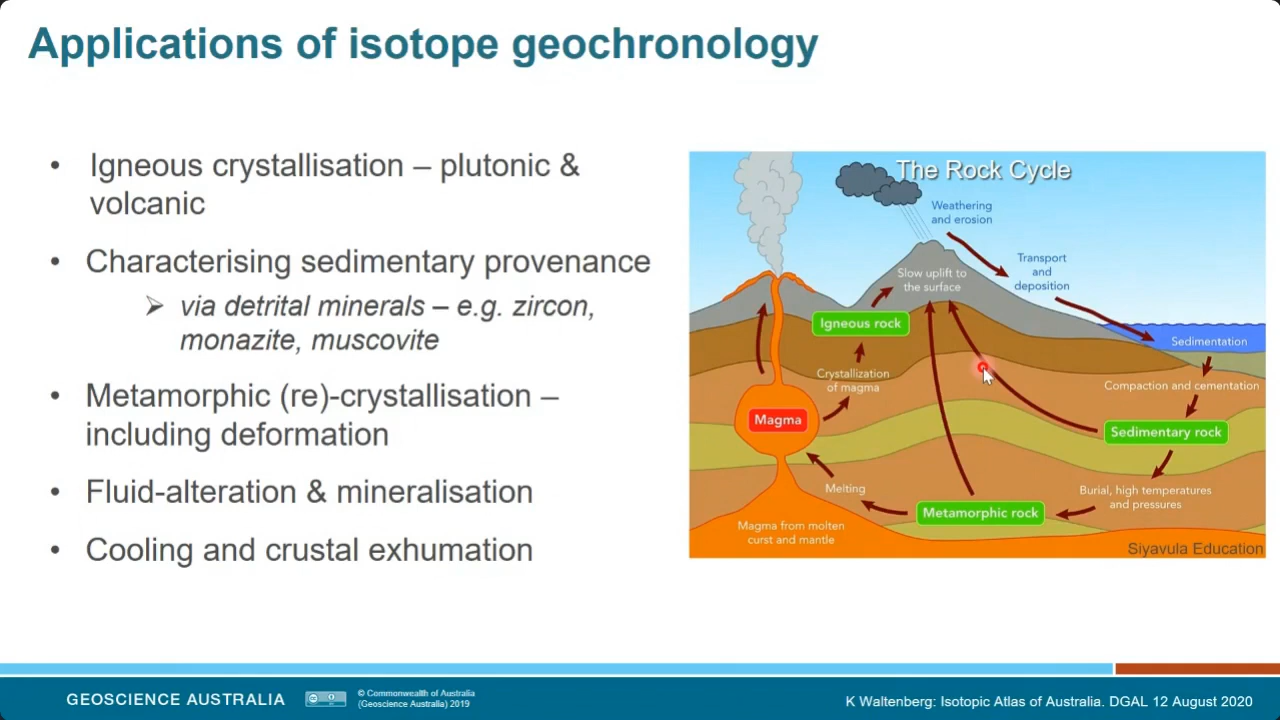 Applications of isotope geochronology
• Igneous crystallisation – plutonic &
volcanic
• Characterising sedimentary provenance
➢ via detrital minerals – e.g. zircon,
monazite, muscovite
• Metamorphic (re)-crystallisation –
including deformation
• Fluid-alteration & mineralisation
• Cooling and crustal exhumation
The Rock Cycle
Weathering
and erosion
Transport
and
deposition
Slow uplift to
the surface
Igneous rock
Sedimentation
Crystallization
of magma
Compaction and cementation
Magma
Sedimentary rock
Melting
Burial, high temperatures
and pressures
Metamorphic rock
Magma from molten
curst and mantle
Siyavula Education
GEOSCIENCE AUSTRALIA
© Commonwealth of Australia
(Geoscience Australia) 2019
K Waltenberg: Isotopic Atlas of Australia. DGAL 12 August 2020